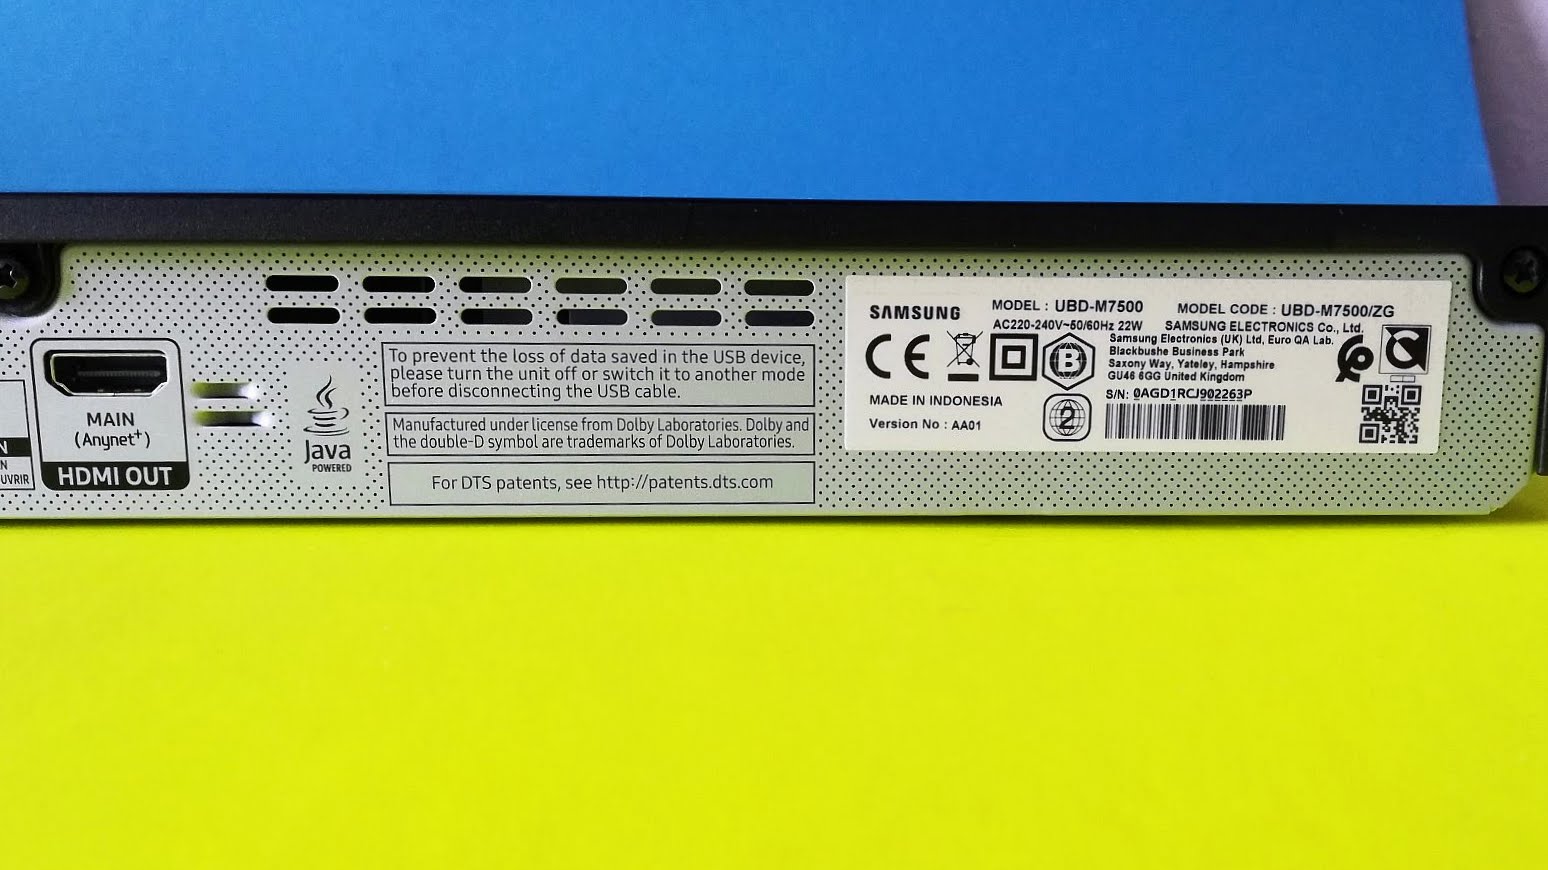 MAIN
(Anynet+)
HDMI OUT
N
N
UVRIR
Java
POWERED
To prevent the loss of data saved in the USB device,
please turn the unit off or switch it to another mode
before disconnecting the USB cable.
Manufactured under license from Dolby Laboratories. Dolby and
the double-D symbol are trademarks of Dolby Laboratories.
For DTS patents, see http://patents.dts.com
SAMSUNG
MODEL : UBD-M7500
MODEL CODE : UBD-M7500/ZG
AC220-240V~50/60Hz 22W
SAMSUNG ELECTRONICS Co., Ltd.
Samsung Electronics (UK) Ltd, Euro QA Lab.
Blackbushe Business Park
Saxony Way, Yateley, Hampshire
GU46 6GG United Kingdom
CE
B
MADE IN INDONESIA
Version No : AA01
2
S/N: 0AGD1RCJ902263P